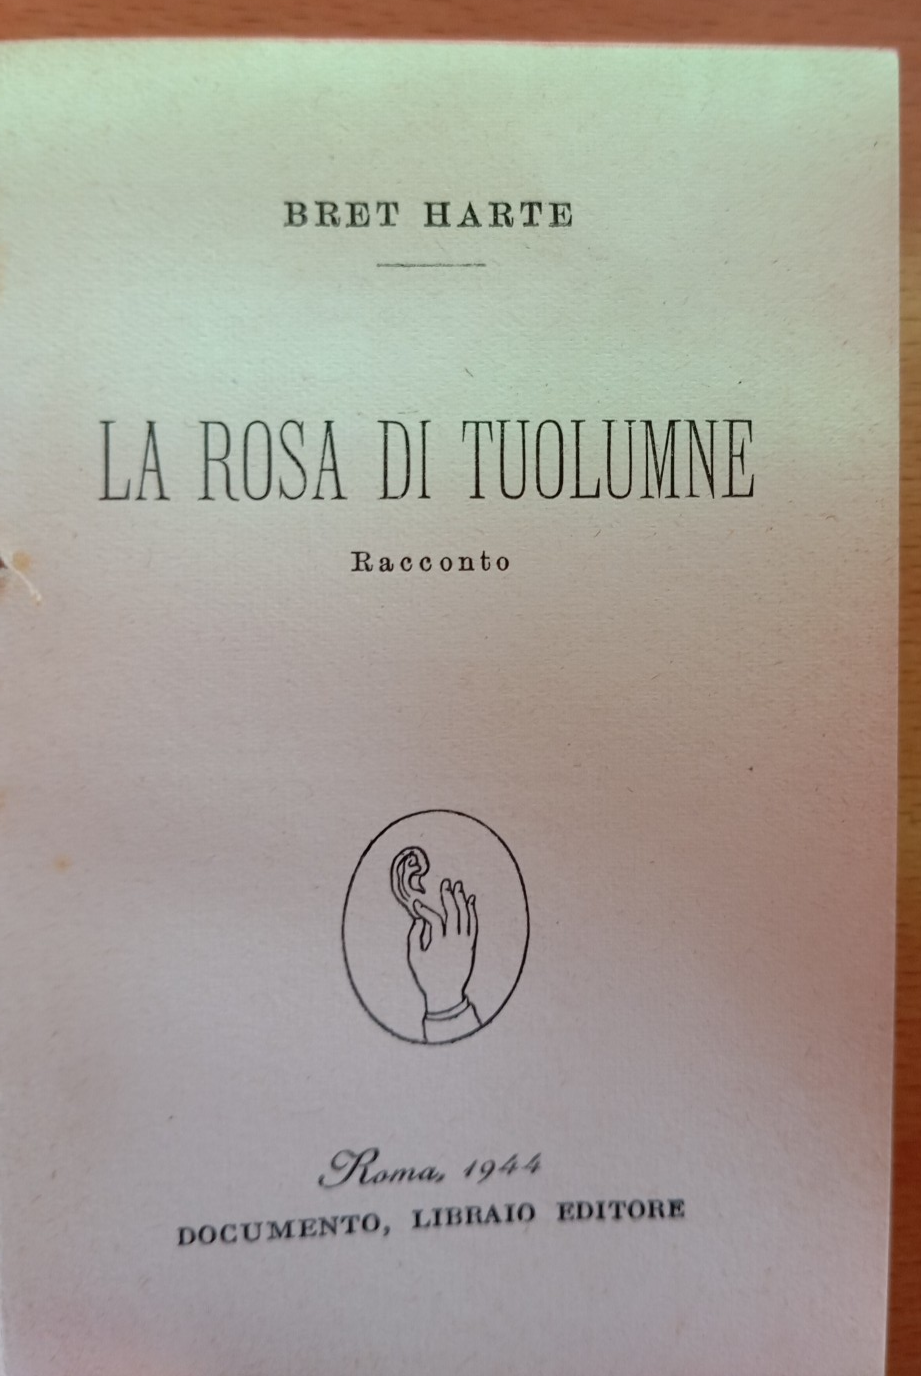 BRET HARTE
LA ROSA DI TUOLUMNE
Racconto
Roma, 1944
DOCUMENTO, LIBRAIO EDITORE